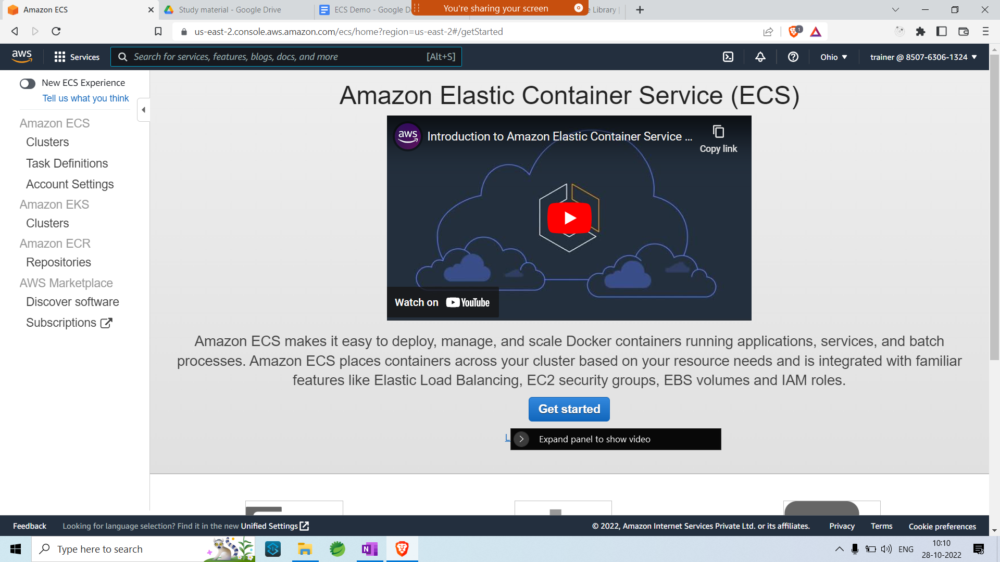 Amazon ECS
Study material - Google Drive
ECS Demo - Google D
You're sharing your screen
e Library |
us-east-2.console.aws.amazon.com/ecs/home?region=us-east-2#/getStarted
1
aws
Services
Search for services, features, blogs, docs, and more
[Alt+S]
Ohio
trainer @ 8507-6306-1324
New ECS Experience
Tell us what you think
Amazon ECS
Clusters
Task Definitions
Account Settings
Amazon EKS
Clusters
Amazon ECR
Repositories
AWS Marketplace
Discover software
Subscriptions
Amazon Elastic Container Service (ECS)
aws
Introduction to Amazon Elastic Container Service ...
Copy link
Watch on YouTube
Amazon ECS makes it easy to deploy, manage, and scale Docker containers running applications, services, and batch
processes. Amazon ECS places containers across your cluster based on your resource needs and is integrated with familiar
features like Elastic Load Balancing, EC2 security groups, EBS volumes and IAM roles.
Get started
L
Expand panel to show video
Feedback
Looking for language selection? Find it in the new Unified Settings
© 2022, Amazon Internet Services Private Ltd. or its affiliates.
Privacy
Terms
Cookie preferences
Type here to search
N
ENG
10:10
28-10-2022